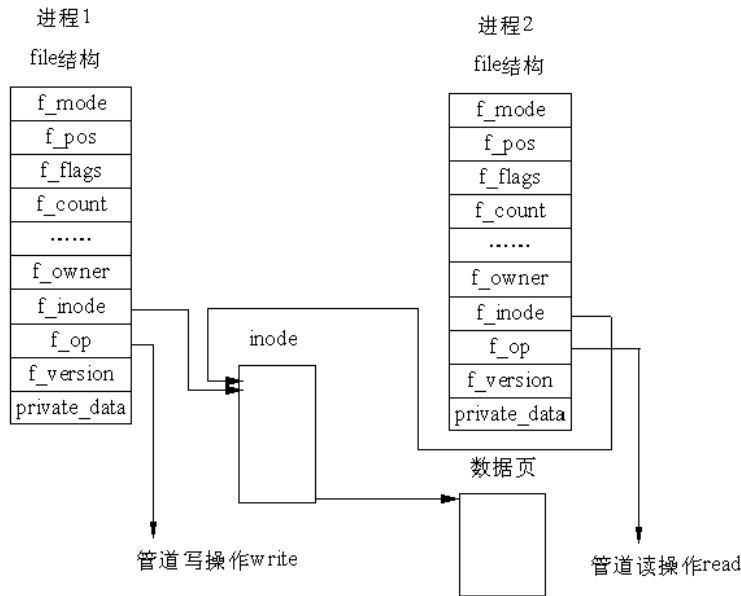 进程1
file结构
f_mode
f_pos
f_flags
f_count
……
f_owner
f_inode
f_op
f_version
private_data
进程2
file结构
f_mode
f_pos
f_flags
f_count
……
f_owner
f_inode
f_op
f_version
private_data
inode
数据页
管道写操作write
管道读操作read